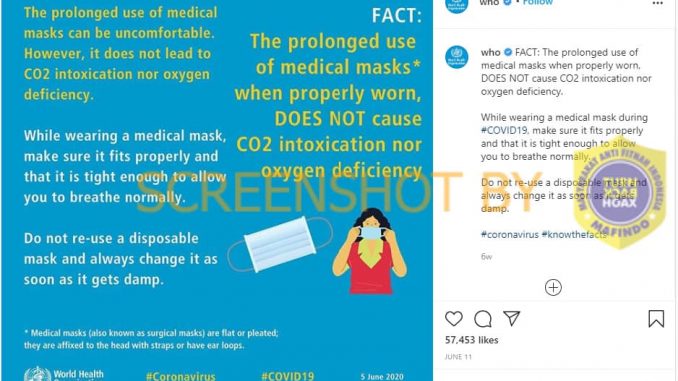 The prolonged use of medical
masks can be uncomfortable.
However, it does not lead to
CO2 intoxication nor oxygen
deficiency.
While wearing a medical mask,
make sure it fits properly and
that it is tight enough to allow
you to breathe normally.
Do not re-use a disposable
mask and always change it as
soon as it gets damp.
* Medical masks (also known as surgical masks) are flat or pleated;
they are affixed to the head with straps or have ear loops.
FACT:
The prolonged use
of medical masks*
when properly worn,
DOES NOT cause
CO2 intoxication nor
oxygen deficiency
World Health
#Coronavirus
#COVID19
5 June 2020
SCREENSHOT BY
who • Follow
who FACT: The prolonged use of
medical masks when properly worn,
DOES NOT cause CO2 intoxication nor
oxygen deficiency.
While wearing a medical mask during
#COVID19, make sure it fits properly
and that it is tight enough to allow
you to breathe normally.
Do not re-use a disposable mask and
always change it as soon as it gets
damp.
#coronavirus #knowthefacts
6w
MASYARAKAT ANTI FITNAH INDONESIA
TURN
HOAX
MAFINDO
57.453 likes
JUNE 11